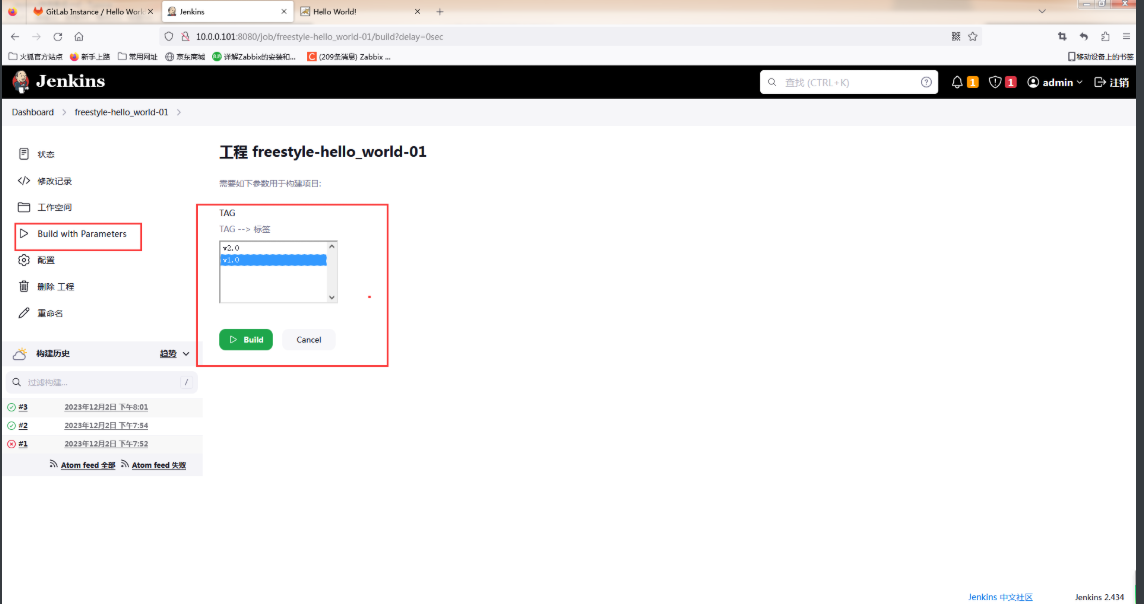 GitLab Instance / Hello Worl
Jenkins
Hello World!
10.0.0.101:8080/job/freestyle-hello_world-01/build?delay=0sec
火狐官方站点 新手上路 常用网址 京东商城 详解Zabbix的安装和... (209条消息) Zabbix ... 移动设备上的书签
Jenkins
查找 (CTRL+K)
1
1
admin
注销
Dashboard
freestyle-hello_world-01
状态
修改记录
工作空间
Build with Parameters
配置
删除 工程
重命名
工程 freestyle-hello_world-01
需要如下参数用于构建项目:
TAG
TAG --> 标签
v2.0
v1.0
Build
Cancel
构建历史
趋势
过滤构建...
/
#3 2023年12月2日 下午8:01
#2 2023年12月2日 下午7:54
#1 2023年12月2日 下午7:52
Atom feed 全部 Atom feed 失败
Jenkins 中文社区
Jenkins 2.434